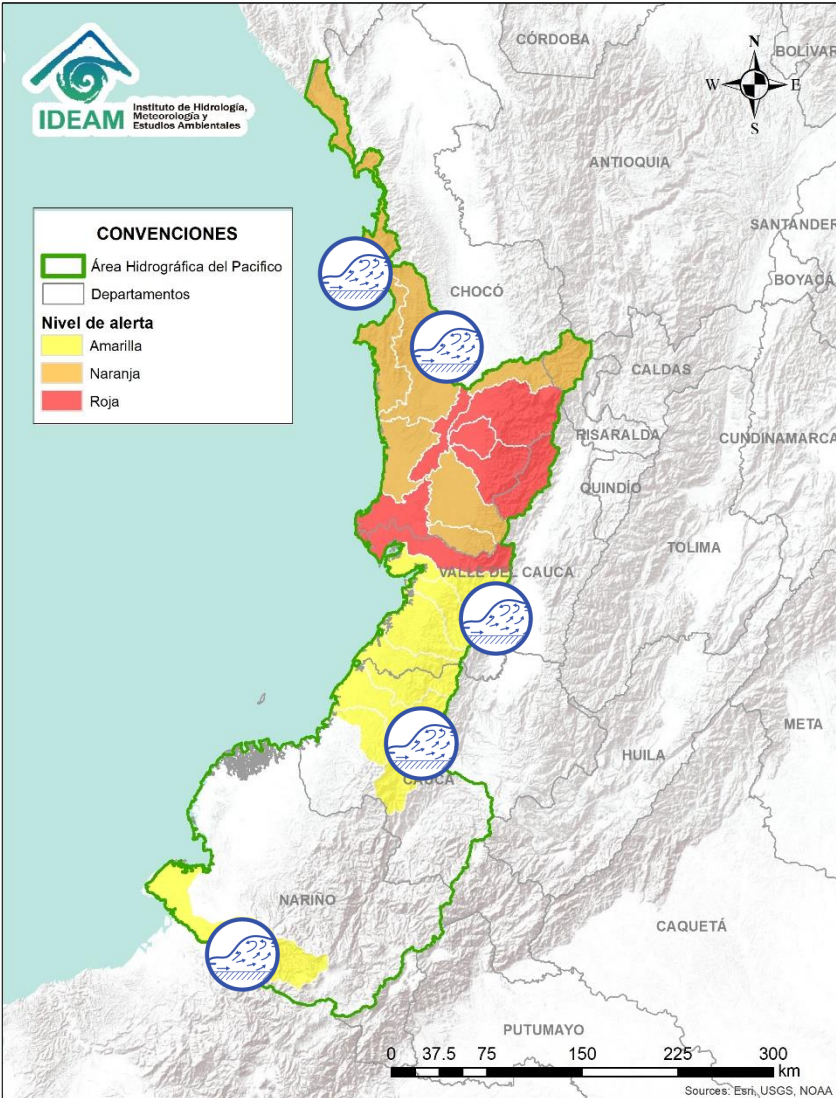 IDEAM
Instituto de Hidrología,
Meteorología y
Estudios Ambientales
CÓRDOBA
BOLÍVAR
N
W
E
S
ANTIOQUIA
SANTANDER
CONVENCIONES
Área Hidrográfica del Pacifico
Departamentos
Nivel de alerta
Amarilla
Naranja
Roja
BOYACÁ
CHOCÓ
CALDAS
RISARALDA
CUNDINAMARCA
QUINDÍO
TOLIMA
VALLE DEL CAUCA
META
HUILA
CAUCA
NARIÑO
CAQUETÁ
PUTUMAYO
0 37.5 75 150 225 300
km
Sources: Esri, USGS, NOAA